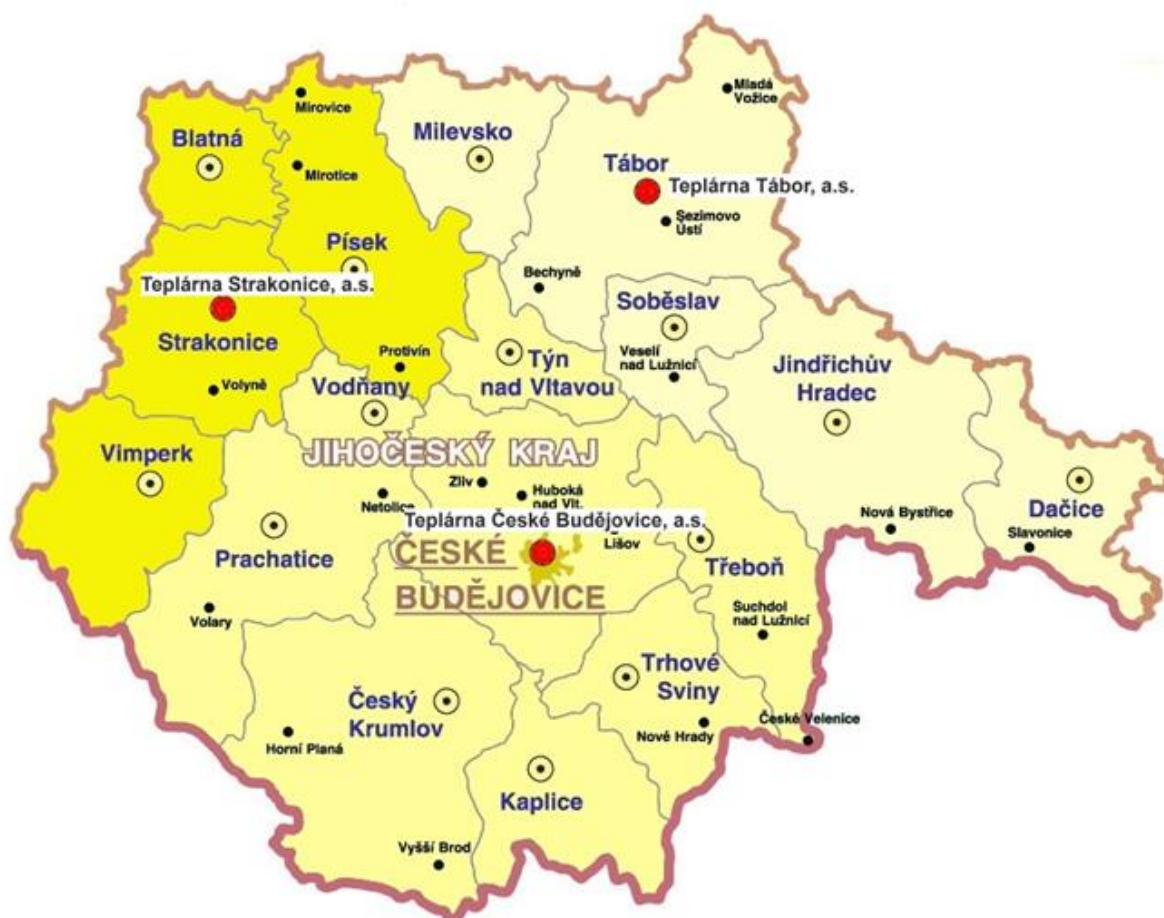 Mladá
Vožice
Mirovice
Blatná
Milevsko
Mirotice
Tábor
Teplárna Tábor, a.s.
Sezimovo
Ústí
Písek
Bechyně
Teplárna Strakonice, a.s.
Soběslav
Strakonice
Protivín
Týn
nad Vltavou
Veselí
nad Lužnicí
Jindřichův
Hradec
Volyně
Vodňany
JIHOČESKÝ KRAJ
Vimperk
Zliv
Netolice
Huboká
nad Vlt.
Dačice
Teplárna České Budějovice, a.s.
Nová Bystřice
Slavonice
Prachatice
Lišov
ČESKÉ
BUDĚJOVICE
Třeboň
Volary
Suchdol
nad Lužnicí
Trhové
Sviny
Český
Krumlov
České Velenice
Nové Hrady
Horní Planá
Kaplice
Vyšší Brod